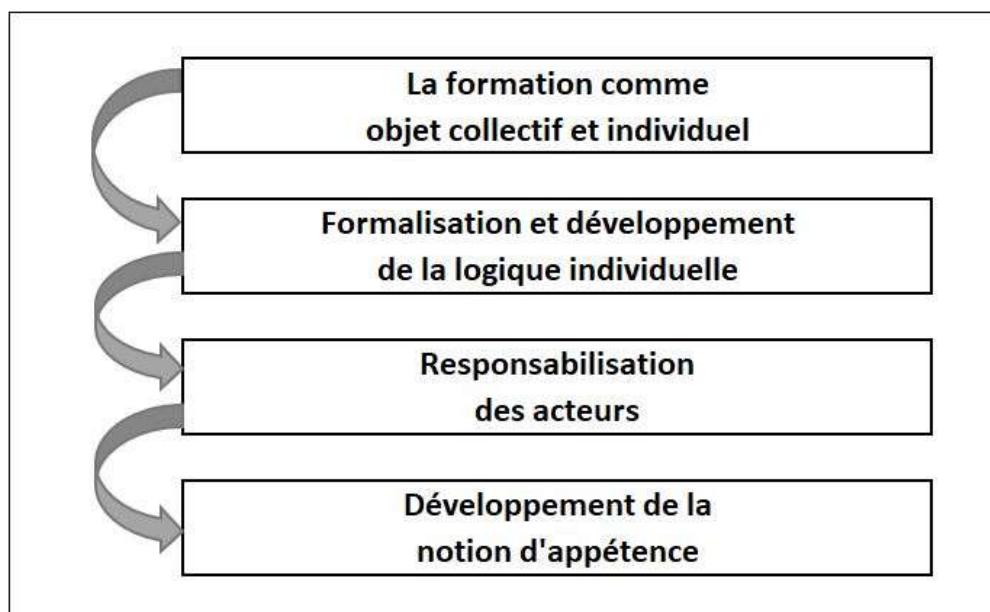 La formation comme
objet collectif et individuel
Formalisation et développement
de la logique individuelle
Responsabilisation
des acteurs
Développement de la
notion d'appétence